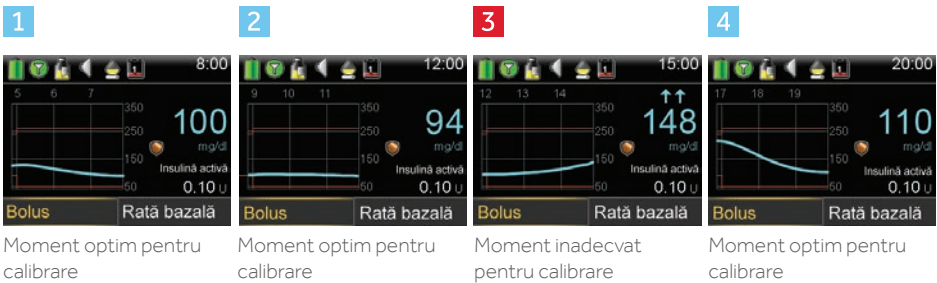 1
8:00
5 6 7
350
250
150
50
100
mg/dl
Insulină activă
0.10 U
Bolus
Rată bazală
Moment optim pentru
calibrare
2
12:00
9 10 11
350
250
150
50
94
mg/dl
Insulină activă
0.10 U
Bolus
Rată bazală
Moment optim pentru
calibrare
3
15:00
12 13 14
350
250
150
50
148
mg/dl
Insulină activă
0.10 U
Bolus
Rată bazală
Moment inadecvat
pentru calibrare
4
20:00
17 18 19
350
250
150
50
110
mg/dl
Insulină activă
0.10 U
Bolus
Rată bazală
Moment optim pentru
calibrare